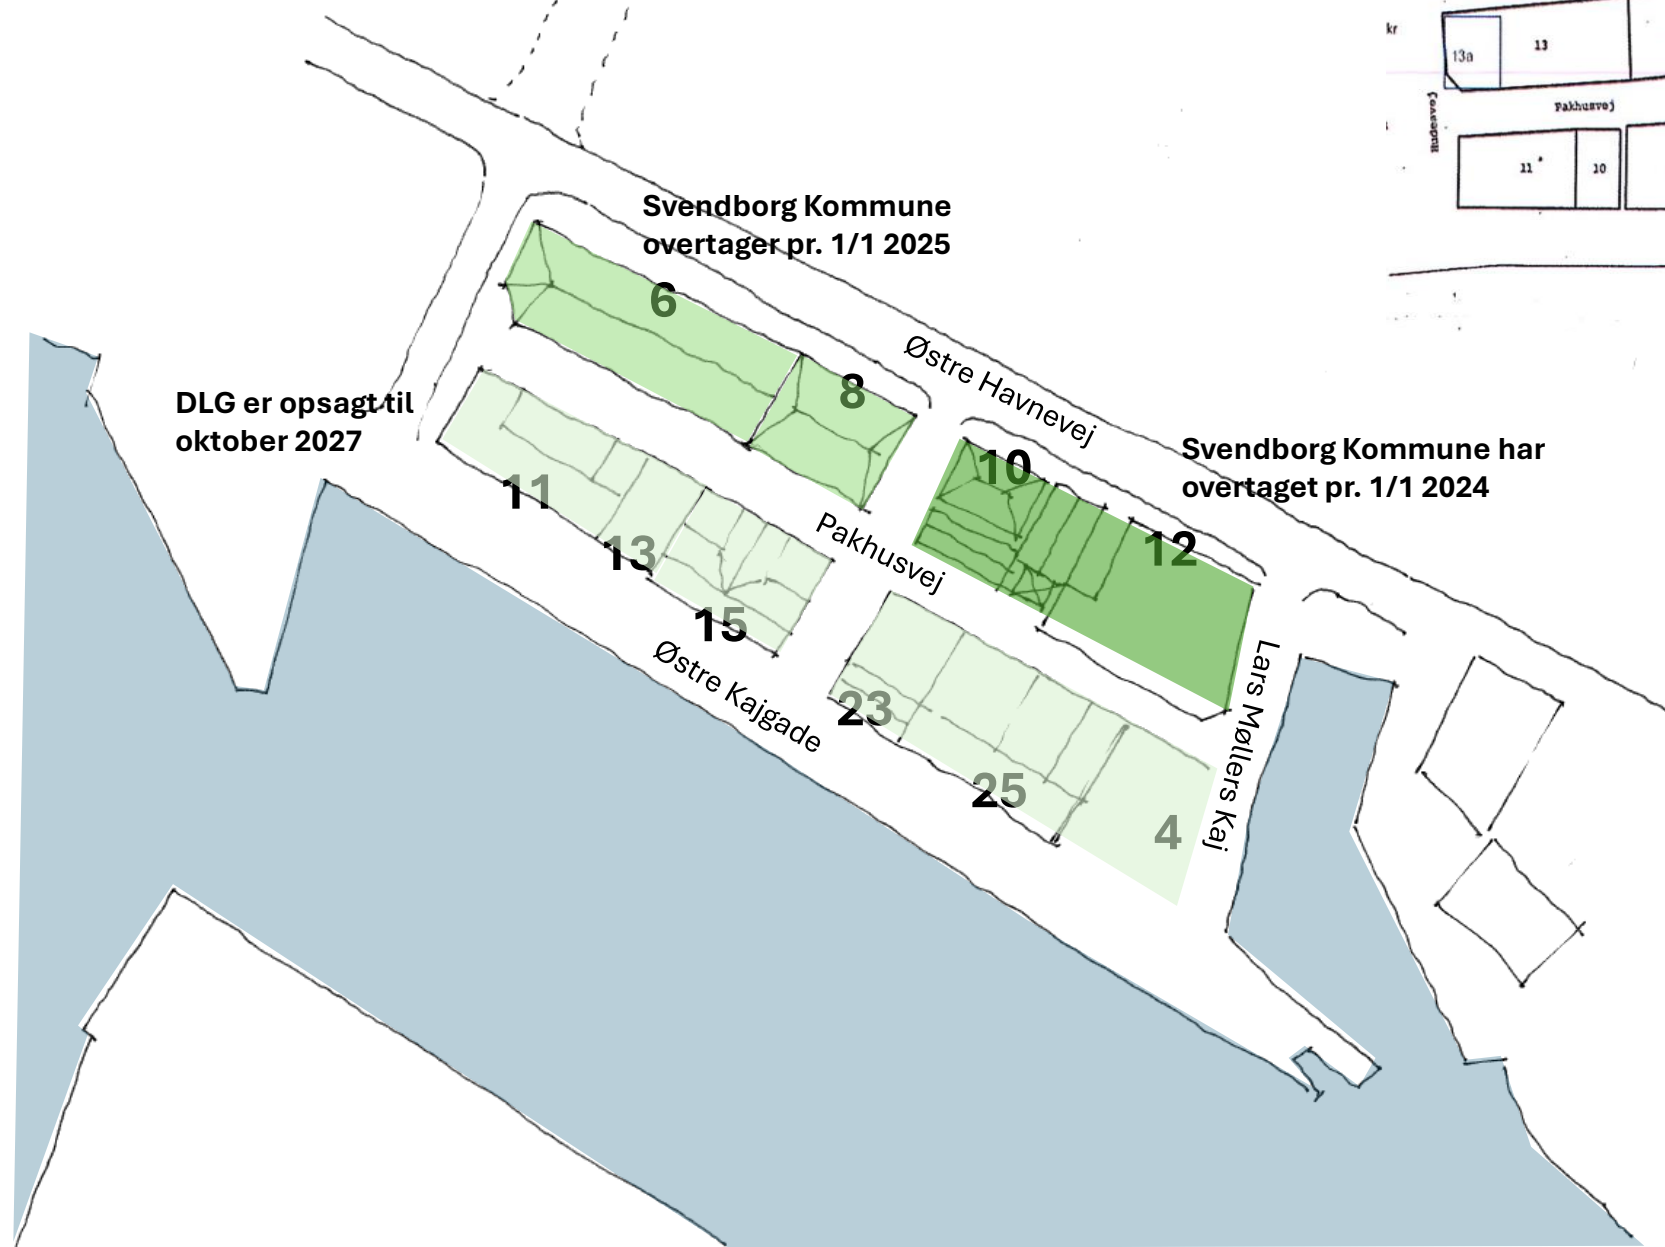 kr
13a
13
Pakhusvej
Havnevej
11
10
Svendborg Kommune
overtager pr. 1/1 2025
6
8
Østre Havnevej
DLG er opsagt til
oktober 2027
Svendborg Kommune har
overtaget pr. 1/1 2024
10
12
11
13
15
Pakhusvej
Østre Kajgade
23
25
4
Lars Møllers Kaj